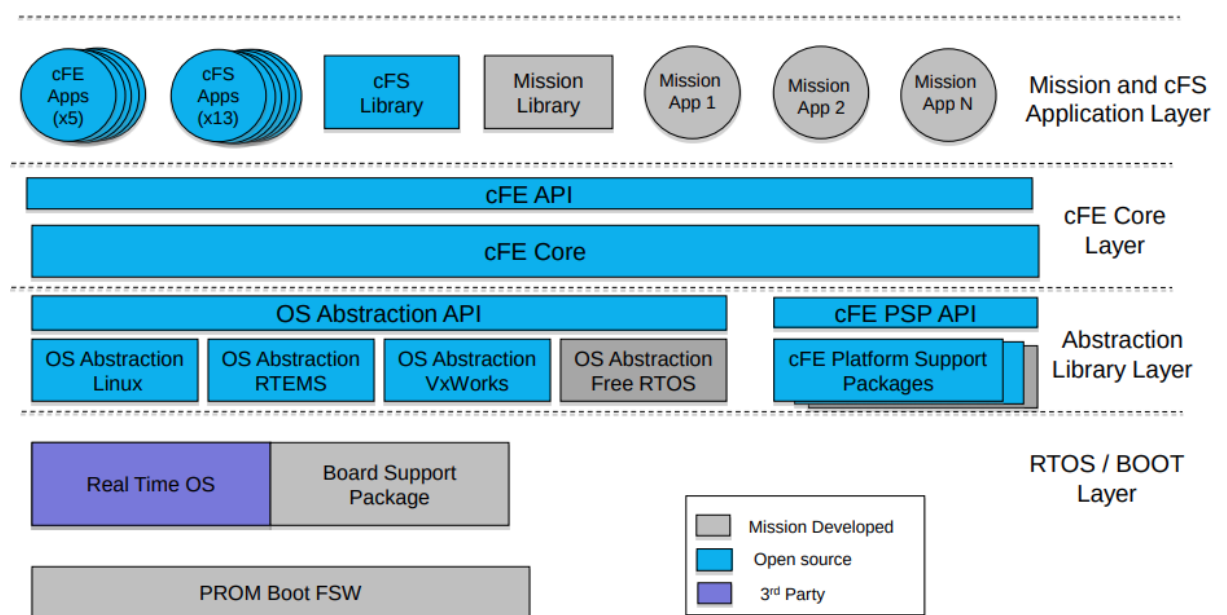 cFE
Apps
(x5)
cFS
Apps
(x13)
cFS
Library
Mission
Library
Mission
App 1
Mission
App 2
Mission
App N
Mission and cFS
Application Layer
cFE API
cFE Core
cFE Core
Layer
OS Abstraction API
cFE PSP API
OS Abstraction
Linux
OS Abstraction
RTEMS
OS Abstraction
VxWorks
OS Abstraction
Free RTOS
cFE Platform Support
Packages
Abstraction
Library Layer
Real Time OS
Board Support
Package
RTOS / BOOT
Layer
PROM Boot FSW
Mission Developed
Open source
3rd Party